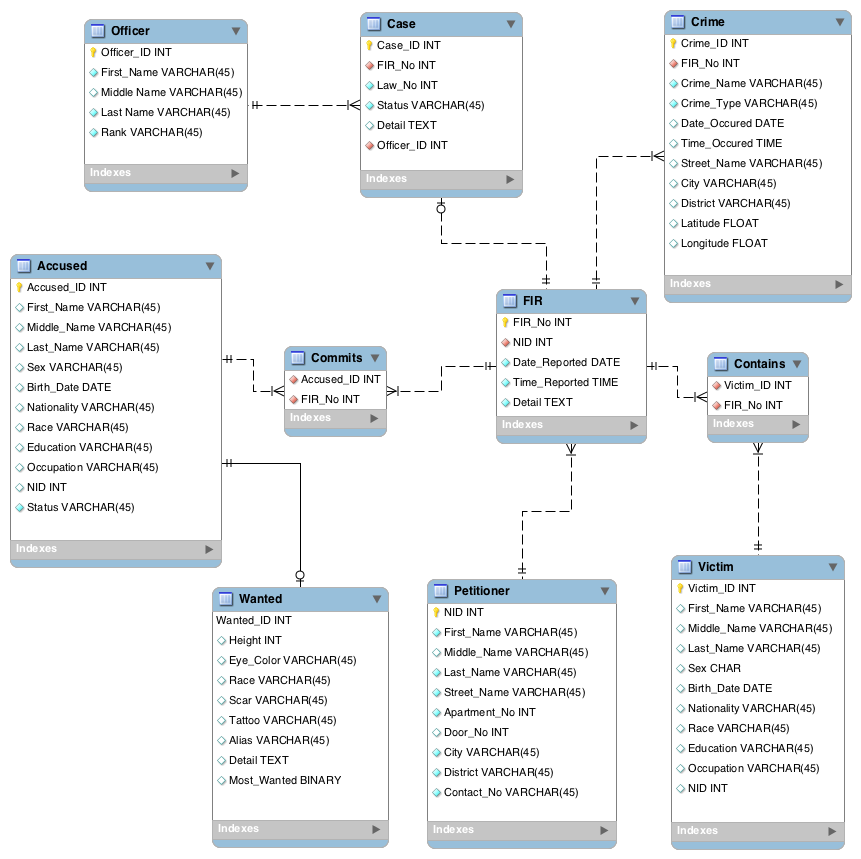 Officer
Officer_ID INT
First_Name VARCHAR(45)
Middle Name VARCHAR(45)
Last Name VARCHAR(45)
Rank VARCHAR(45)
Indexes
Case
Case_ID INT
FIR_No INT
Law_No INT
Status VARCHAR(45)
Detail TEXT
Officer_ID INT
Indexes
Crime
Crime_ID INT
FIR_No INT
Crime_Name VARCHAR(45)
Crime_Type VARCHAR(45)
Date_Occured DATE
Time_Occured TIME
Street_Name VARCHAR(45)
City VARCHAR(45)
District VARCHAR(45)
Latitude FLOAT
Longitude FLOAT
Indexes
Accused
Accused_ID INT
First_Name VARCHAR(45)
Middle_Name VARCHAR(45)
Last_Name VARCHAR(45)
Sex VARCHAR(45)
Birth_Date DATE
Nationality VARCHAR(45)
Race VARCHAR(45)
Education VARCHAR(45)
Occupation VARCHAR(45)
NID INT
Status VARCHAR(45)
Indexes
Commits
Accused_ID INT
FIR_No INT
Indexes
FIR
FIR_No INT
NID INT
Date_Reported DATE
Time_Reported TIME
Detail TEXT
Indexes
Contains
Victim_ID INT
FIR_No INT
Indexes
Wanted
Wanted_ID INT
Height INT
Eye_Color VARCHAR(45)
Race VARCHAR(45)
Scar VARCHAR(45)
Tattoo VARCHAR(45)
Alias VARCHAR(45)
Detail TEXT
Most_Wanted BINARY
Indexes
Petitioner
NID INT
First_Name VARCHAR(45)
Middle_Name VARCHAR(45)
Last_Name VARCHAR(45)
Street_Name VARCHAR(45)
Apartment_No INT
Door_No INT
City VARCHAR(45)
District VARCHAR(45)
Contact_No VARCHAR(45)
Indexes
Victim
Victim_ID INT
First_Name VARCHAR(45)
Middle_Name VARCHAR(45)
Last_Name VARCHAR(45)
Sex CHAR
Birth_Date DATE
Nationality VARCHAR(45)
Race VARCHAR(45)
Education VARCHAR(45)
Occupation VARCHAR(45)
NID INT
Indexes